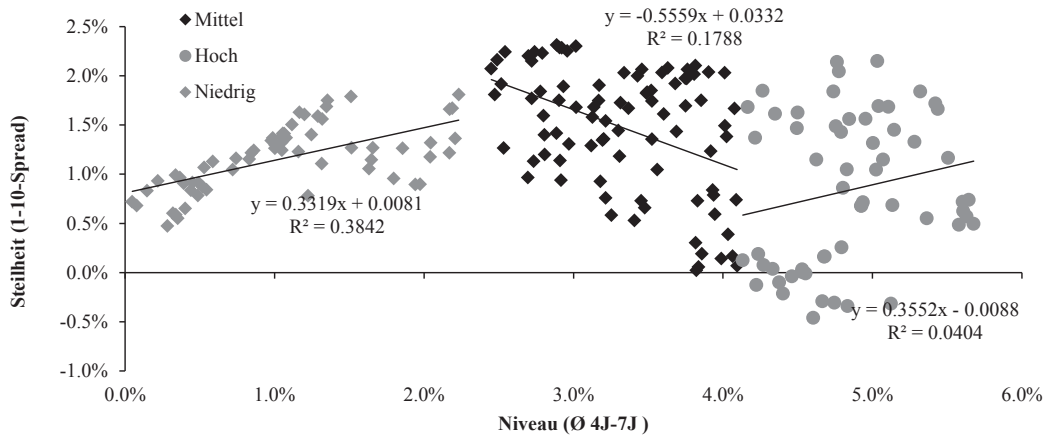 Mittel
Hoch
Niedrig
y = -0.5559x + 0.0332
R² = 0.1788
y = 0.3319x + 0.0081
R² = 0.3842
y = 0.3552x - 0.0088
R² = 0.0404
Steilheit (1-10-Spread)
2.5%
2.0%
1.5%
1.0%
0.5%
0.0%
-0.5%
-1.0%
0.0% 1.0% 2.0% 3.0% 4.0% 5.0% 6.0%
Niveau (Ø 4J-7J )